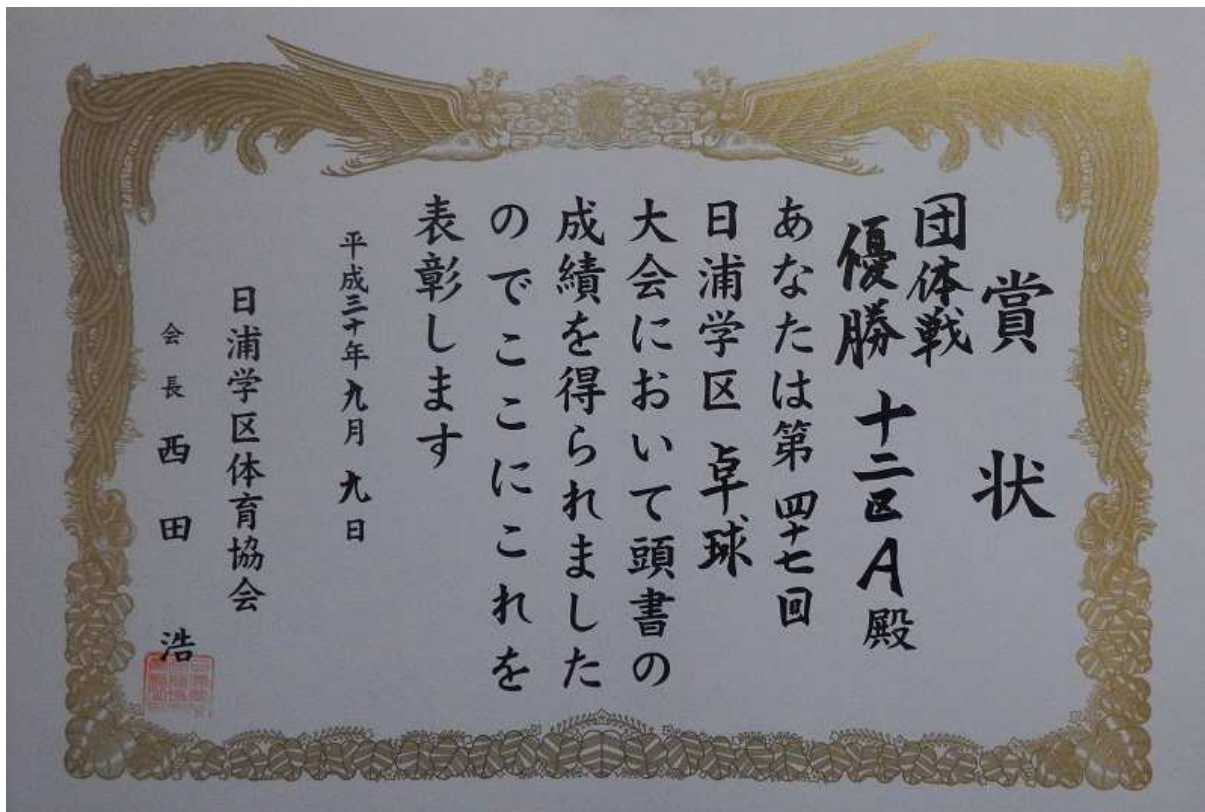 賞状
団体戦
優勝 十二区A殿
あなたは第四十七回
日浦学区卓球
大会において頭書の
成績を得られました
のでここにこれを
表彰します
平成三十年九月九日
日浦学区体育協会
会長 西田 浩